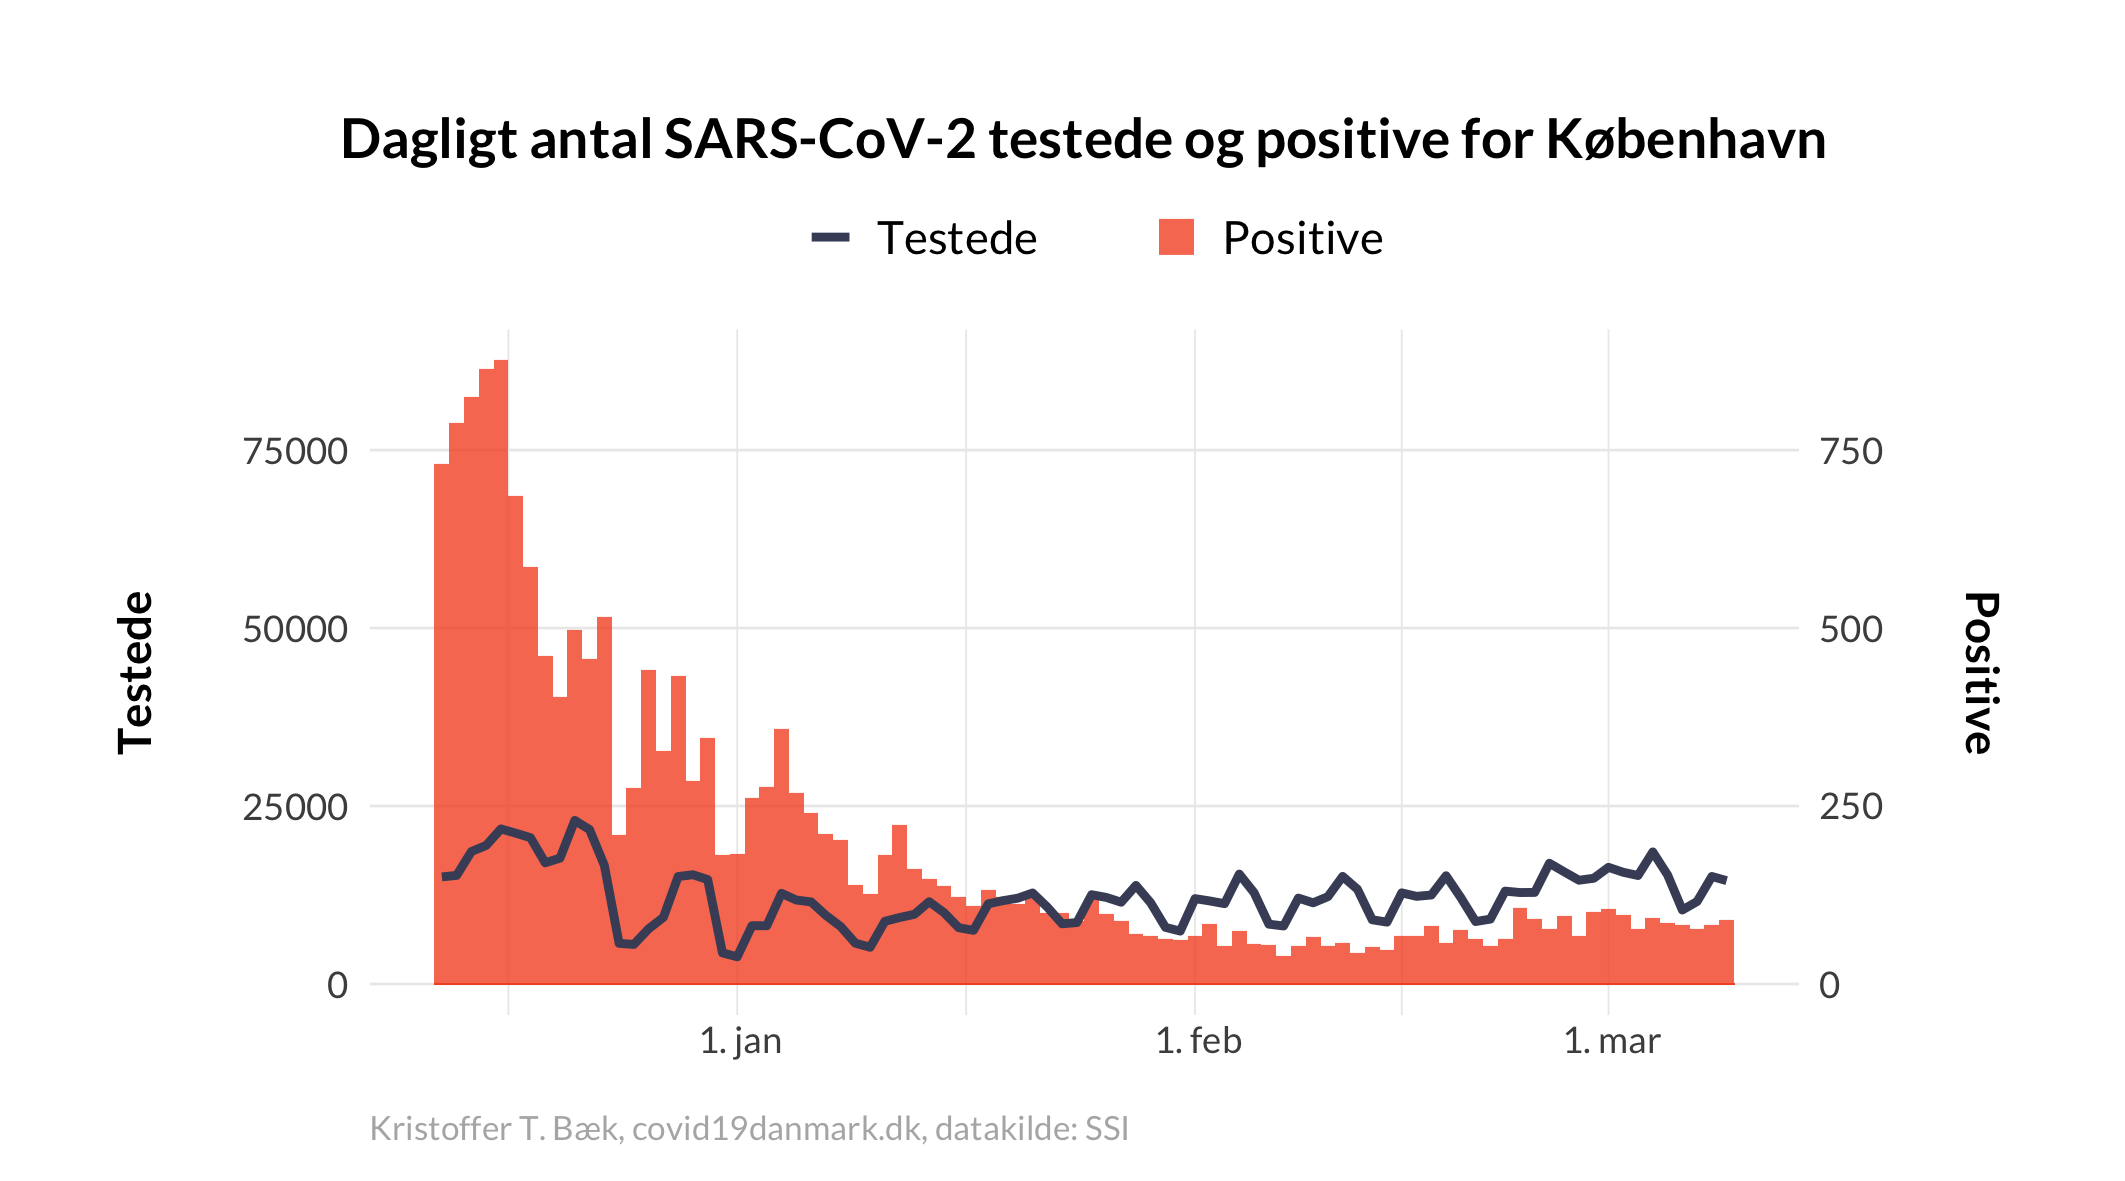 Dagligt antal SARS-CoV-2 testede og positive for København
Testede
Positive
75000
50000
25000
0
Testede
750
500
250
0
Positive
1. jan
1. feb
1. mar
Kristoffer T. Bæk, covid19danmark.dk, datakilde: SSI